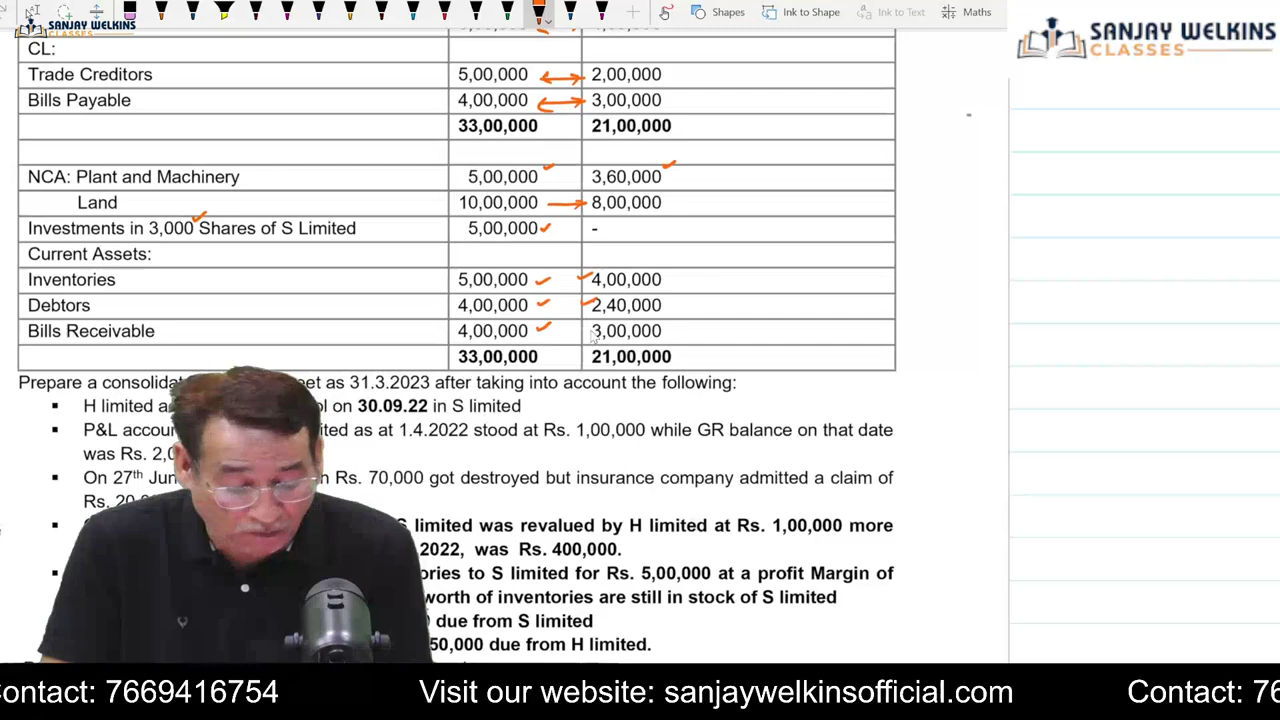 Shapes
Ink to Shape
Ink to Text
Maths
SANJAY WELKINS
CLASSES
SANJAY WELKINS
CLASSES
CL:
Trade Creditors 5,00,000 2,00,000
Bills Payable 4,00,000 3,00,000
33,00,000 21,00,000
NCA: Plant and Machinery 5,00,000 3,60,000
Land 10,00,000 8,00,000
Investments in 3,000 Shares of S Limited 5,00,000 -
Current Assets:
Inventories 5,00,000 4,00,000
Debtors 4,00,000 2,40,000
Bills Receivable 4,00,000 3,00,000
33,00,000 21,00,000
Prepare a as 31.3.2023 after taking into account the following:
H limited on 30.09.22 in S limited
P&L as at 1.4.2022 stood at Rs. 1,00,000 while GR balance on that date
was Rs.
On 27th Rs. 70,000 got destroyed but insurance company admitted a claim of
Rs.
S limited was revalued by H limited at Rs. 1,00,000 more
2022, was Rs. 400,000.
to S limited for Rs. 5,00,000 at a profit Margin of
worth of inventories are still in stock of S limited
due from S limited
50,000 due from H limited.
Contact: 7669416754 Visit our website: sanjaywelkinsofficial.com Contact: 76